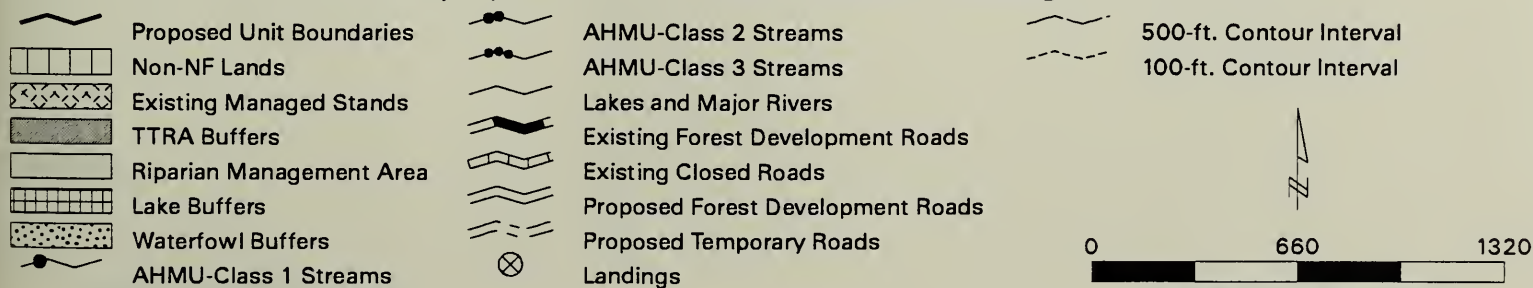 Proposed Unit Boundaries
Non-NF Lands
Existing Managed Stands
TTRA Buffers
Riparian Management Area
Lake Buffers
Waterfowl Buffers
AHMU-Class 1 Streams
AHMU-Class 2 Streams
AHMU-Class 3 Streams
Lakes and Major Rivers
Existing Forest Development Roads
Existing Closed Roads
Proposed Forest Development Roads
Proposed Temporary Roads
Landings
500-ft. Contour Interval
100-ft. Contour Interval
N
0 660 1320